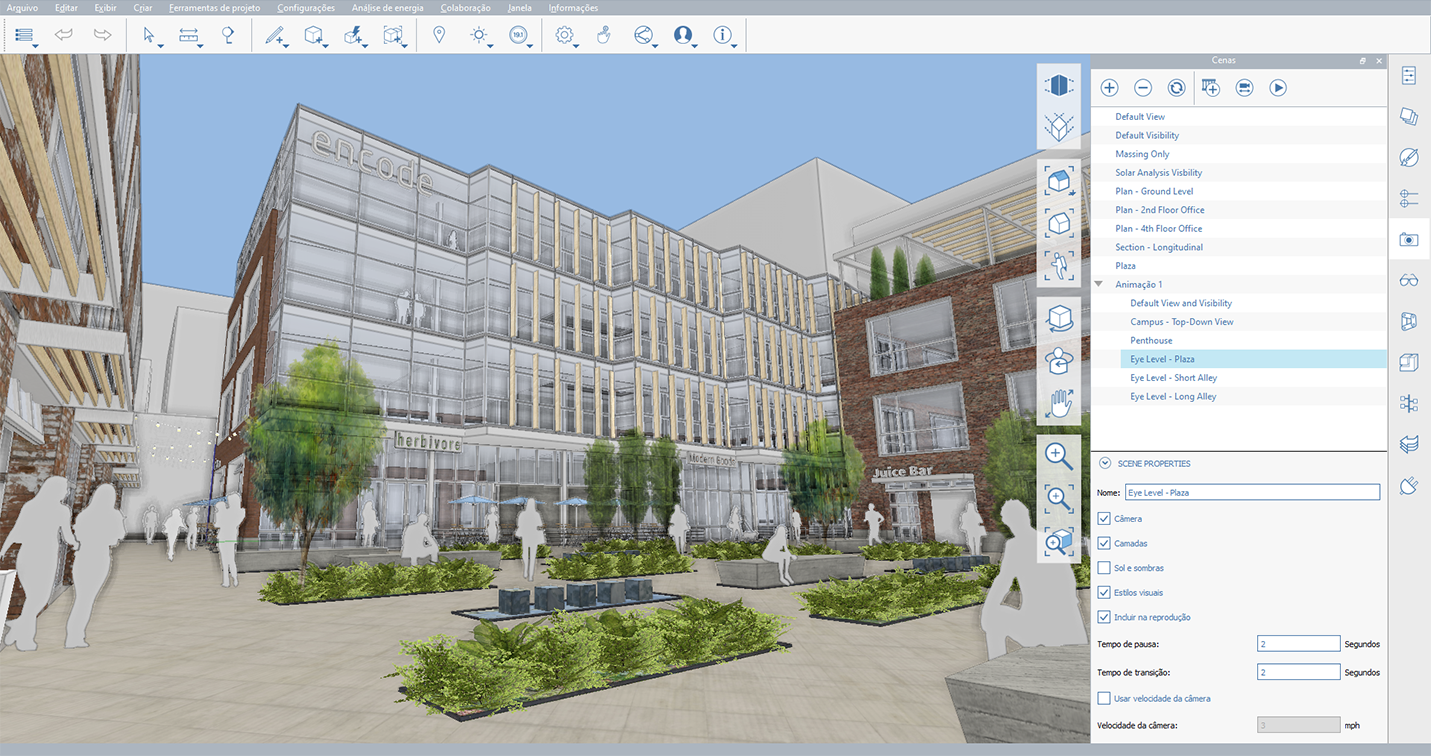 Arquivo Editar Exibir Criar Ferramentas de projeto Configurações Análise de energia Colaboração Janela Informações
191
Cenas
Default View
Default Visibility
Massing Only
Solar Analysis Visbility
Plan - Ground Level
Plan - 2nd Floor Office
Plan - 4th Floor Office
Section - Longitudinal
Plaza
Animação 1
Default View and Visibility
Campus - Top-Down View
Penthouse
Eye Level - Plaza
Eye Level - Short Alley
Eye Level - Long Alley
SCENE PROPERTIES
Nome: Eye Level - Plaza
Câmera
Camadas
Sol e sombras
Estilos visuais
Incluir na reprodução
Tempo de pausa: 2 Segundos
Tempo de transição: 2 Segundos
Usar velocidade da câmera
Velocidade da câmera: 3 mph
encode
herbivore
Modern Goods
Juice Bar